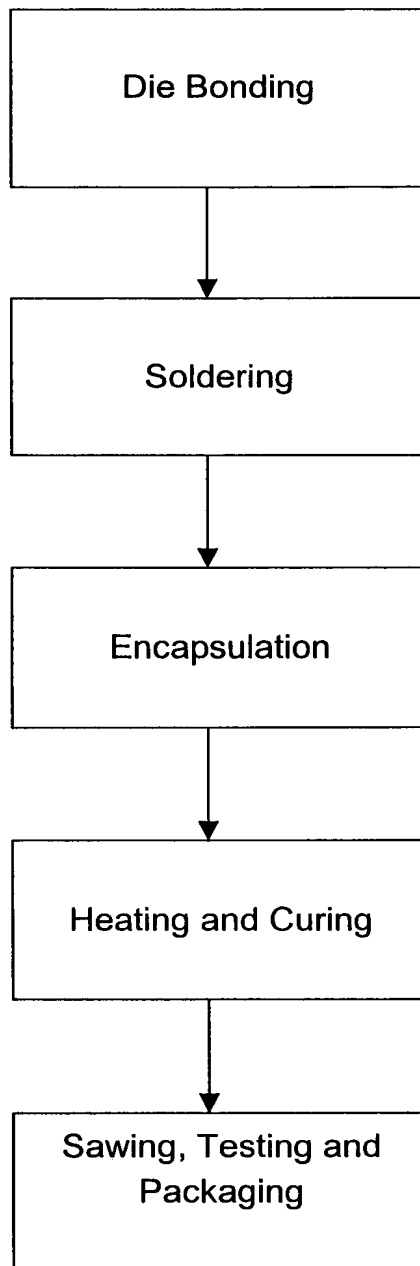 Die Bonding
Soldering
Encapsulation
Heating and Curing
Sawing, Testing and
Packaging